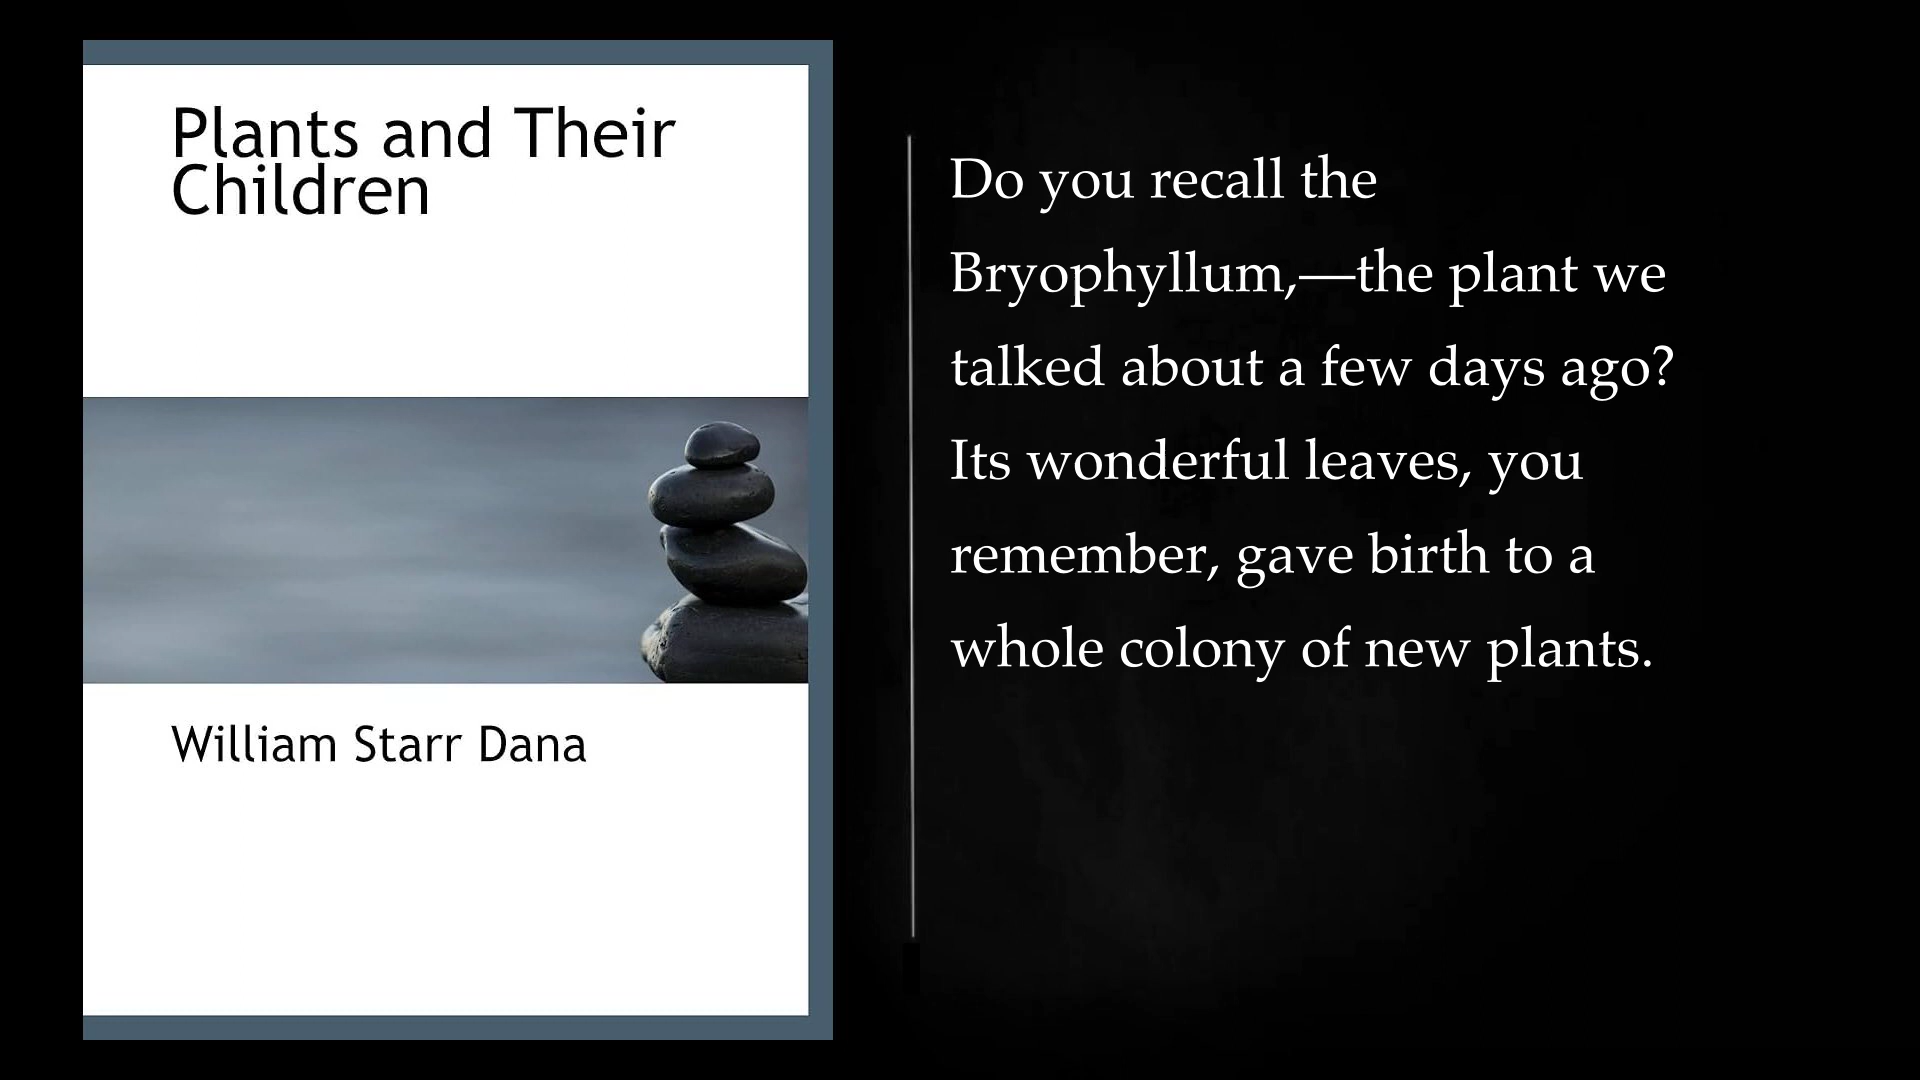 Plants and Their
Children
William Starr Dana
Do you recall the
Bryophyllum,—the plant we
talked about a few days ago?
Its wonderful leaves, you
remember, gave birth to a
whole colony of new plants.